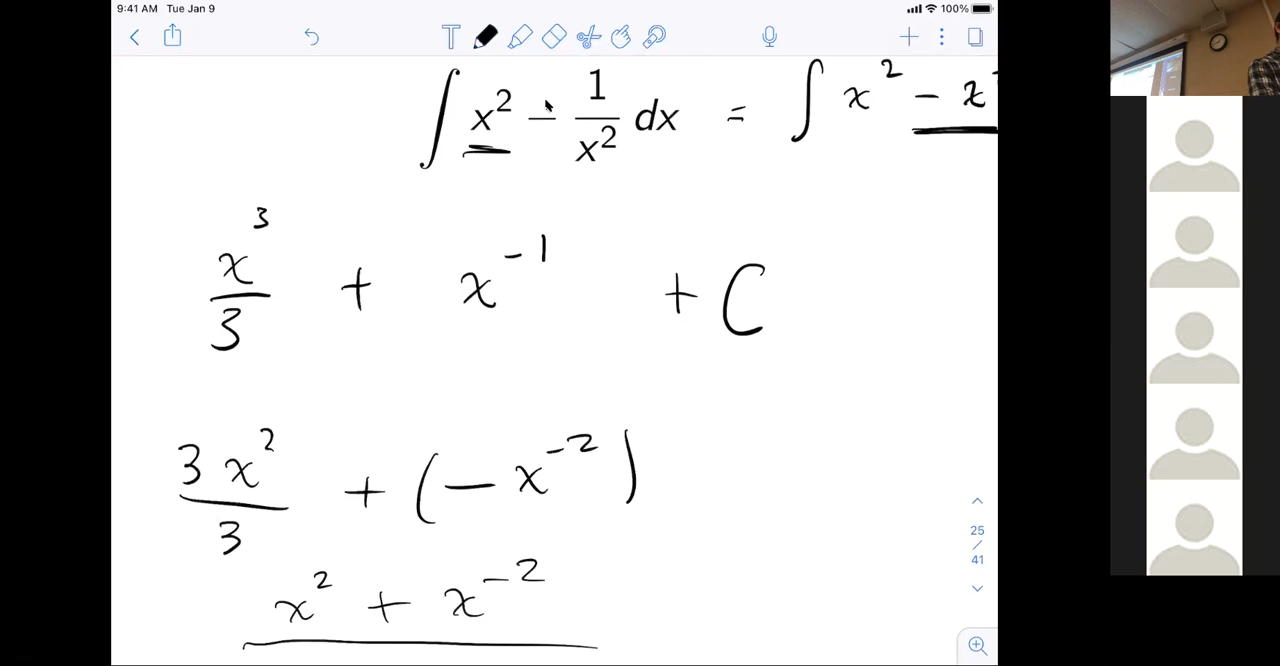 9:41 AM Tue Jan 9
100%
∫ x² − 1/x² dx = ∫ x² − x
x³/3 + x⁻¹ + C
3x²/3 + (−x⁻²)
x² + x⁻²
25
/
41